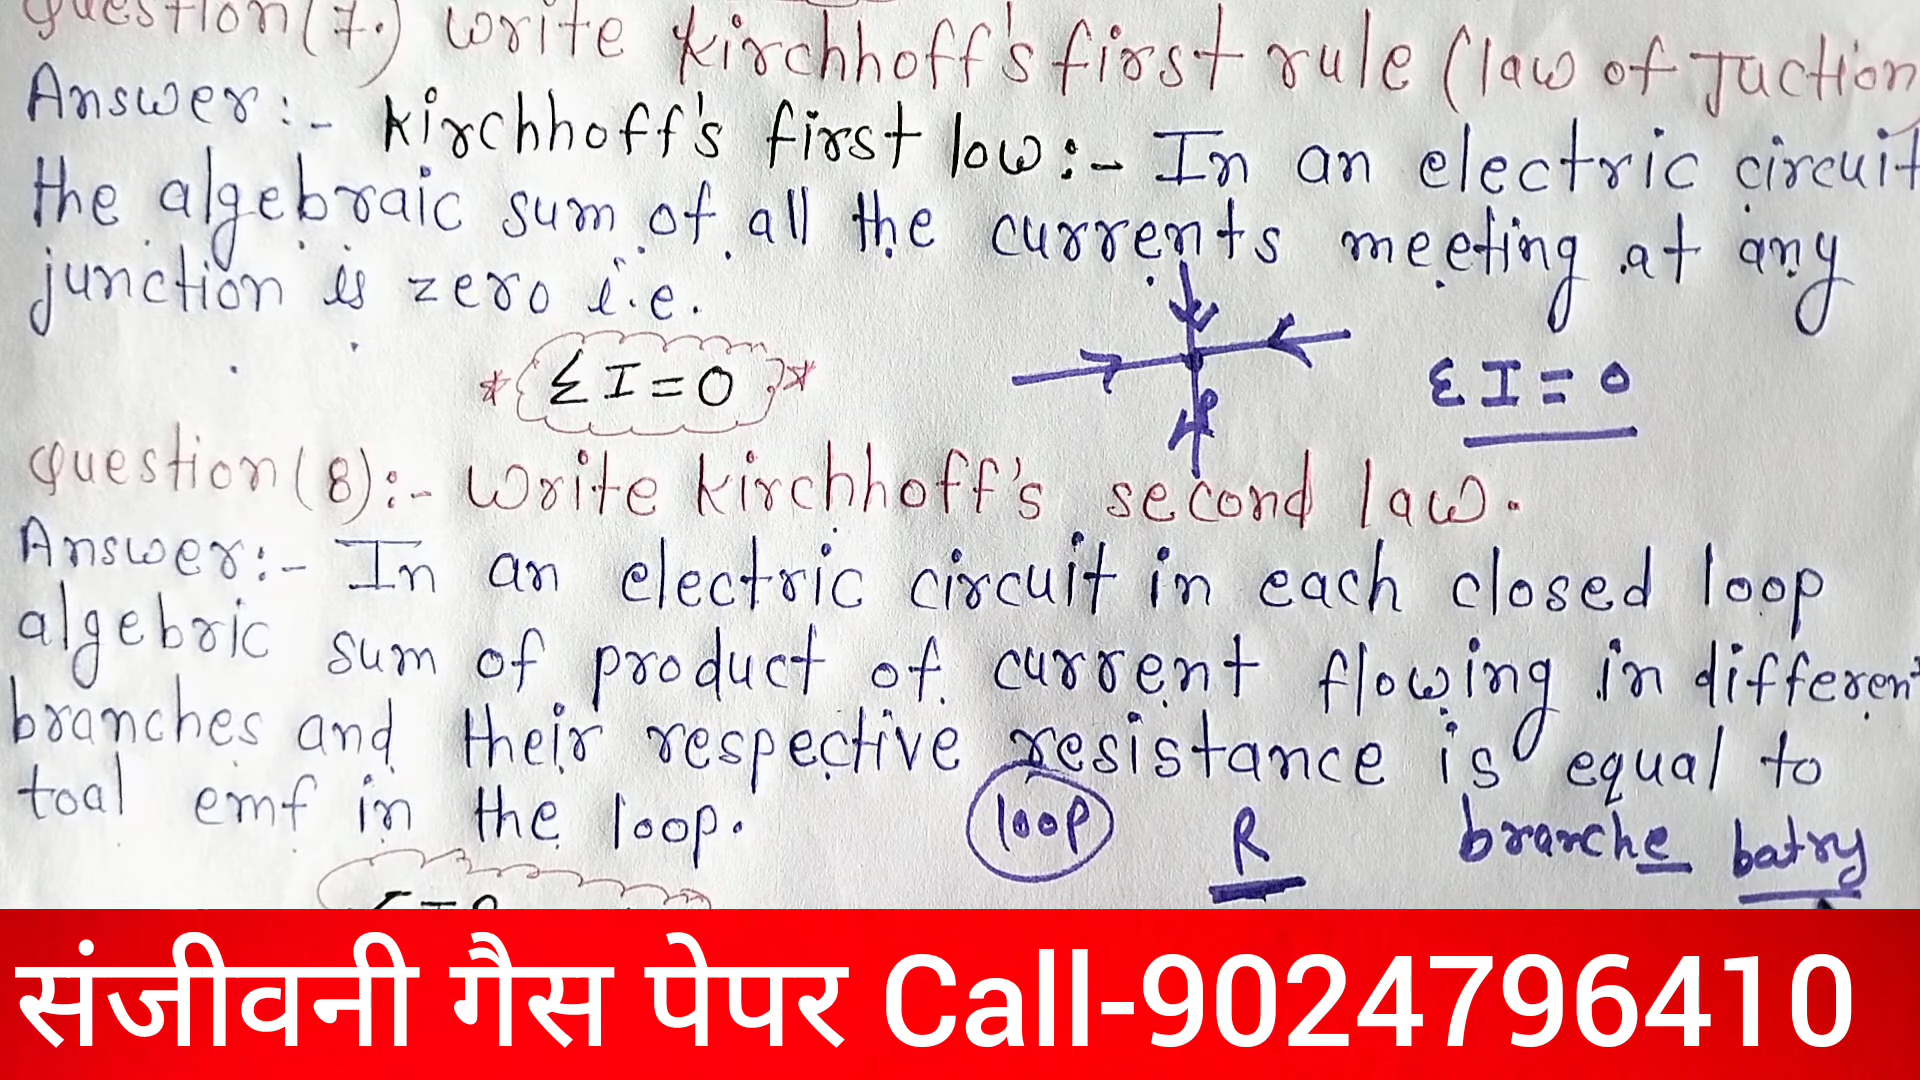 Question(7.) Write Kirchhoff's first rule (law of Juction
Answer:- Kirchhoff's first low:- In an electric circuit
the algebraic sum of all the currents meeting at any
junction is zero i.e.
* ΣI=0 *
ΣI=0
Question(8):- Write Kirchhoff's second law.
Answer:- In an electric circuit in each closed loop
algebric sum of product of current flowing in different
branches and their respective resistance is equal to
toal emf in the loop.
loop R branche batry
संजीवनी गैस पेपर Call-9024796410